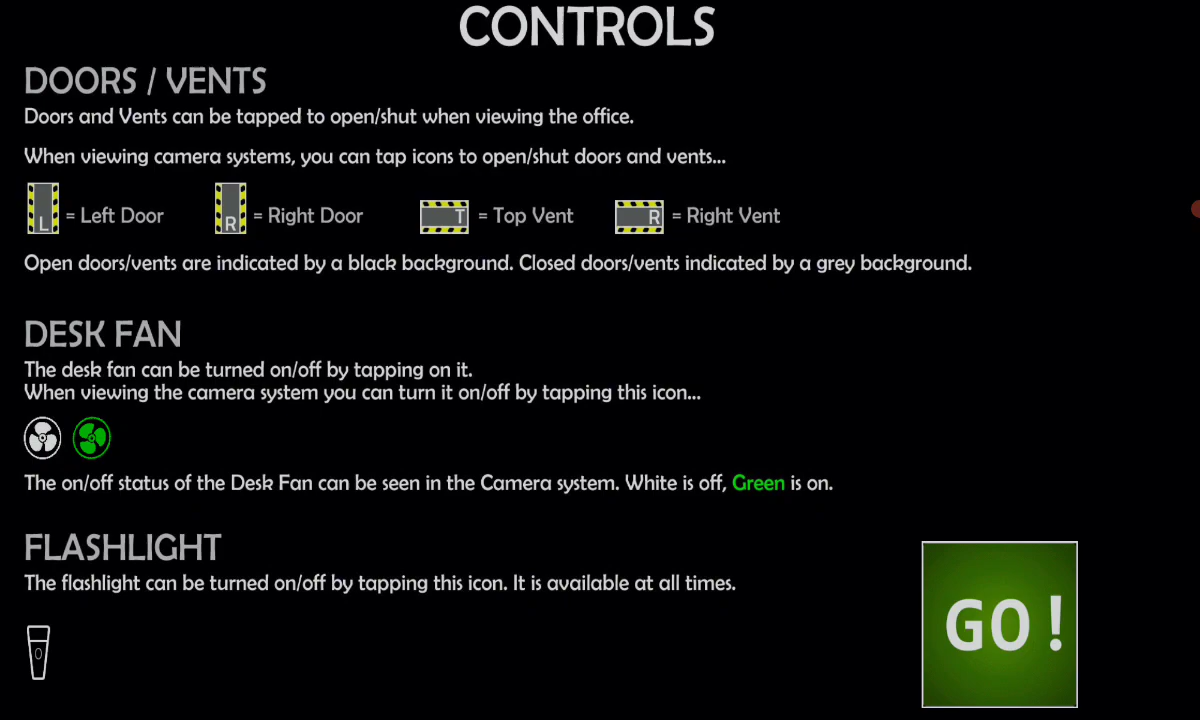 CONTROLS
DOORS / VENTS
Doors and Vents can be tapped to open/shut when viewing the office.
When viewing camera systems, you can tap icons to open/shut doors and vents...
L = Left Door R = Right Door T = Top Vent R = Right Vent
Open doors/vents are indicated by a black background. Closed doors/vents indicated by a grey background.
DESK FAN
The desk fan can be turned on/off by tapping on it.
When viewing the camera system you can turn it on/off by tapping this icon...
The on/off status of the Desk Fan can be seen in the Camera system. White is off, Green is on.
FLASHLIGHT
The flashlight can be turned on/off by tapping this icon. It is available at all times.
GO!